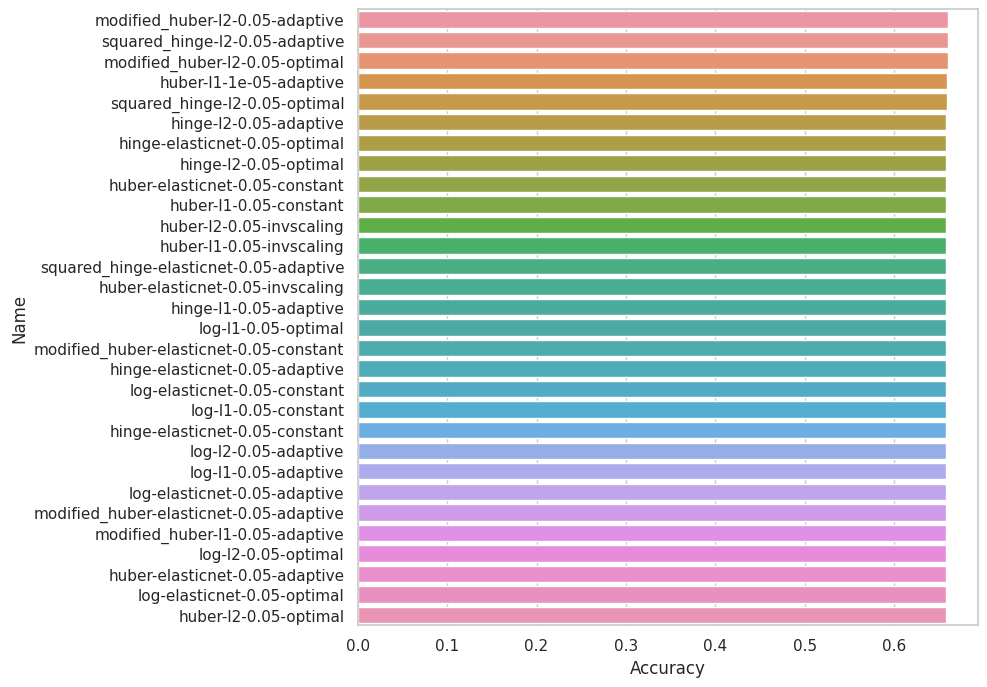 modified_huber-l2-0.05-adaptive
squared_hinge-l2-0.05-adaptive
modified_huber-l2-0.05-optimal
huber-l1-1e-05-adaptive
squared_hinge-l2-0.05-optimal
hinge-l2-0.05-adaptive
hinge-elasticnet-0.05-optimal
hinge-l2-0.05-optimal
huber-elasticnet-0.05-constant
huber-l1-0.05-constant
huber-l2-0.05-invscaling
huber-l1-0.05-invscaling
squared_hinge-elasticnet-0.05-adaptive
huber-elasticnet-0.05-invscaling
hinge-l1-0.05-adaptive
log-l1-0.05-optimal
modified_huber-elasticnet-0.05-constant
hinge-elasticnet-0.05-adaptive
log-elasticnet-0.05-constant
log-l1-0.05-constant
hinge-elasticnet-0.05-constant
log-l2-0.05-adaptive
log-l1-0.05-adaptive
log-elasticnet-0.05-adaptive
modified_huber-elasticnet-0.05-adaptive
modified_huber-l1-0.05-adaptive
log-l2-0.05-optimal
huber-elasticnet-0.05-adaptive
log-elasticnet-0.05-optimal
huber-l2-0.05-optimal
Name
0.0 0.1 0.2 0.3 0.4 0.5 0.6
Accuracy